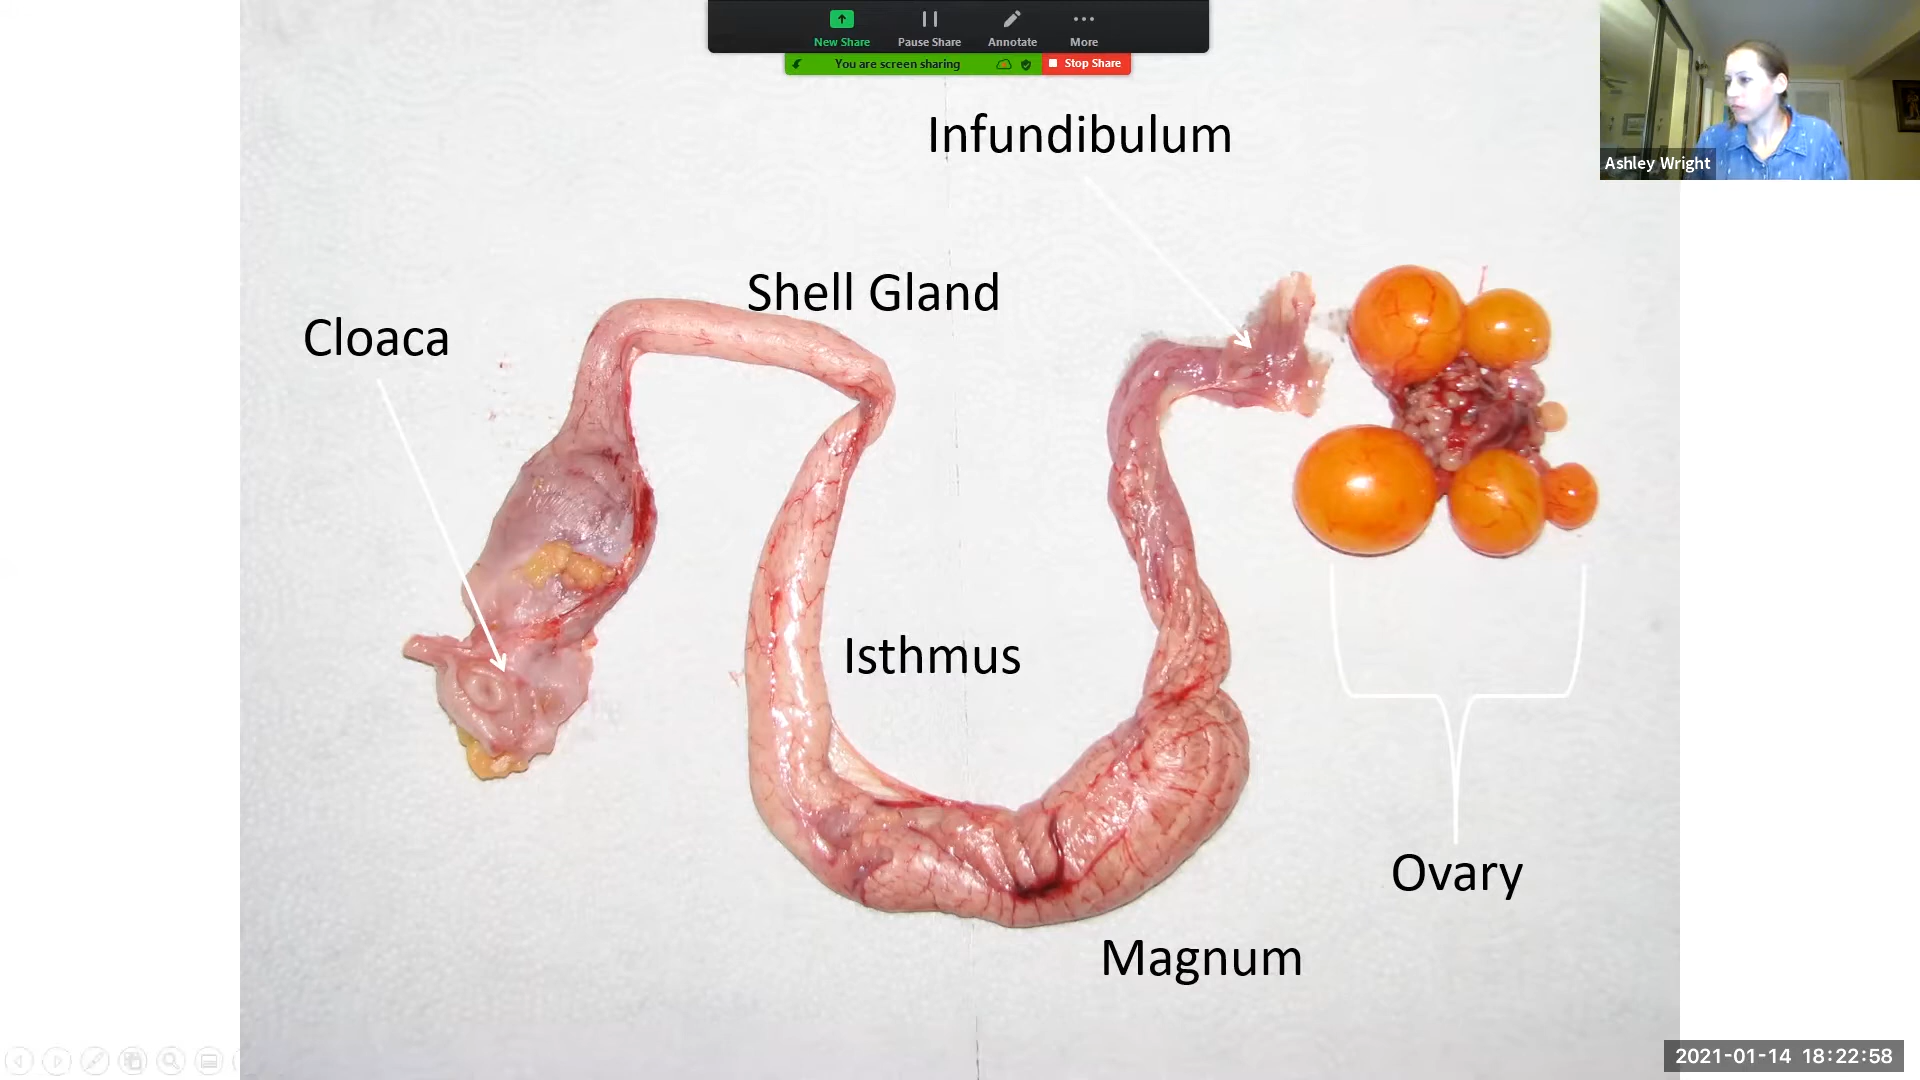 New Share
Pause Share
Annotate
More
You are screen sharing
Stop Share
Ashley Wright
Infundibulum
Shell Gland
Cloaca
Isthmus
Ovary
Magnum
2021-01-14 18:22:58